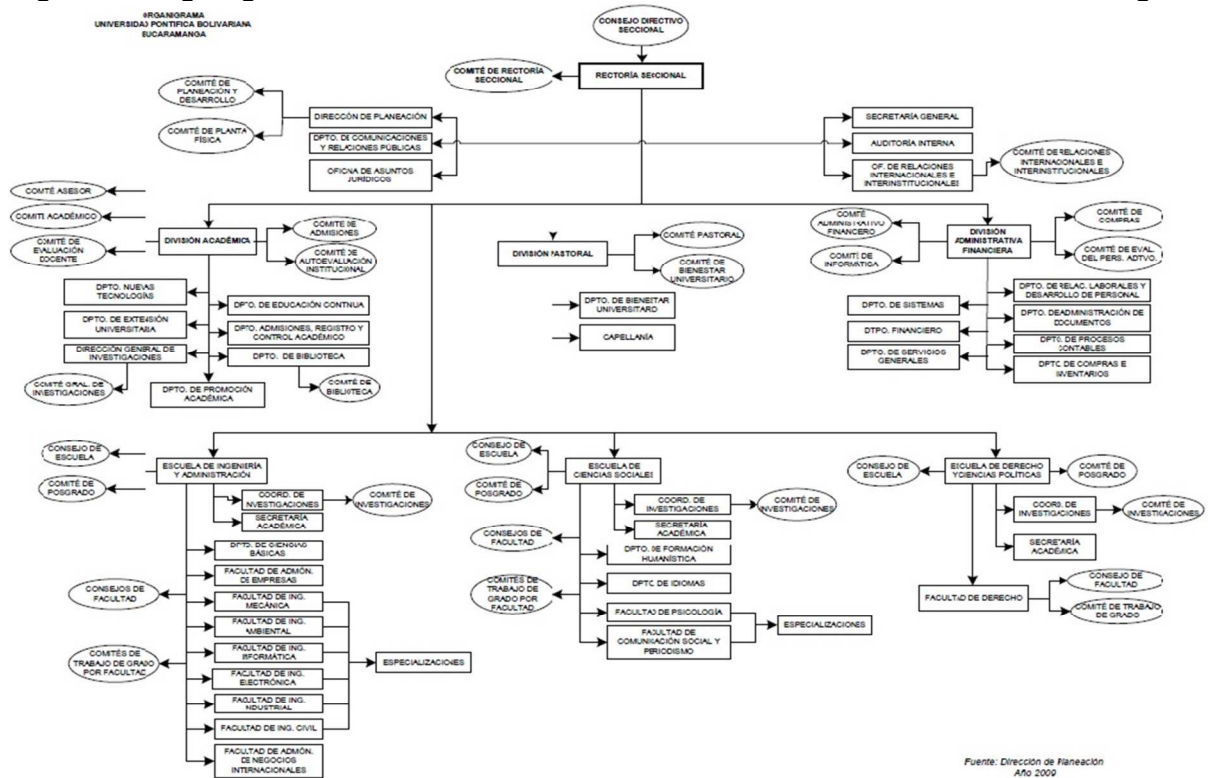 ORGANIGRAMA
UNIVERSIDAD PONTIFICA BOLIVARIANA
BUCARAMANGA
CONSEJO DIRECTIVO
SECCIONAL
COMITÉ DE RECTORÍA
SECCIONAL
RECTORÍA SECCIONAL
COMITÉ DE
PLANEACIÓN Y
DESARROLLO
COMITÉ DE PLANTA
FÍSICA
DIRECCIÓN DE PLANEACIÓN
DPTO. DE COMUNICACIONES
Y RELACIONES PÚBLICAS
OFICINA DE ASUNTOS
JURÍDICOS
SECRETARÍA GENERAL
AUDITORÍA INTERNA
OF. DE RELACIONES
INTERNACIONALES E
INTERINSTITUCIONALES
COMITÉ DE RELACIONES
INTERNACIONALES E
INTERINSTITUCIONALES
COMITÉ ASESOR
COMITÉ ACADÉMICO
COMITÉ DE
EVALUACIÓN
DOCENTE
DIVISIÓN ACADÉMICA
COMITÉ DE
ADMISIONES
COMITÉ DE
AUTOEVALUACIÓN
INSTITUCIONAL
DIVISIÓN PASTORAL
COMITÉ PASTORAL
COMITÉ DE
BIENESTAR
UNIVERSITARIO
COMITÉ
ADMINISTRATIVO
FINANCIERO
COMITÉ DE
INFORMÁTICA
DIVISIÓN
ADMINISTRATIVA
FINANCIERA
COMITÉ DE
COMPRAS
COMITÉ DE EVAL.
DEL PERS. ADTVO.
DPTO. NUEVAS
TECNOLOGÍAS
DPTO. DE EXTENSIÓN
UNIVERSITARIA
DIRECCIÓN GENERAL DE
INVESTIGACIONES
COMITÉ GRAL. DE
INVESTIGACIONES
DPTO. DE PROMOCIÓN
ACADÉMICA
DPTO. DE EDUCACIÓN CONTINUA
DPTO. ADMISIONES, REGISTRO Y
CONTROL ACADÉMICO
DPTO. DE BIBLIOTECA
COMITÉ DE
BIBLIOTECA
DPTO. DE BIENESTAR
UNIVERSITARIO
CAPELLANÍA
DPTO. DE SISTEMAS
DTPO. FINANCIERO
DPTO. DE SERVICIOS
GENERALES
DPTO. DE RELAC. LABORALES Y
DESARROLLO DE PERSONAL
DPTO. DE ADMINISTRACIÓN DE
DOCUMENTOS
DPTO. DE PROCESOS
CONTABLES
DPTO. DE COMPRAS E
INVENTARIOS
CONSEJO DE
ESCUELA
COMITÉ DE
POSGRADO
ESCUELA DE INGENIERÍA
Y ADMINISTRACIÓN
COORD. DE
INVESTIGACIONES
SECRETARÍA
ACADÉMICA
COMITÉ DE
INVESTIGACIONES
DPTO. DE CIENCIAS
BÁSICAS
FACULTAD DE ADMÓN.
DE EMPRESAS
FACULTAD DE ING.
MECÁNICA
FACULTAD DE ING.
AMBIENTAL
FACULTAD DE ING.
INFORMÁTICA
FACULTAD DE ING.
ELECTRÓNICA
FACULTAD DE ING.
INDUSTRIAL
FACULTAD DE ING. CIVIL
FACULTAD DE ADMÓN.
DE NEGOCIOS
INTERNACIONALES
CONSEJOS DE
FACULTAD
COMITÉS DE
TRABAJO DE GRADO
POR FACULTAD
ESPECIALIZACIONES
CONSEJO DE
ESCUELA
COMITÉ DE
POSGRADO
ESCUELA DE
CIENCIAS SOCIALES
COORD. DE
INVESTIGACIONES
SECRETARÍA
ACADÉMICA
COMITÉ DE
INVESTIGACIONES
CONSEJOS DE
FACULTAD
COMITÉS DE
TRABAJO DE
GRADO POR
FACULTAD
DPTO. DE FORMACIÓN
HUMANÍSTICA
DPTO. DE IDIOMAS
FACULTAD DE PSICOLOGÍA
FACULTAD DE
COMUNICACIÓN SOCIAL Y
PERIODISMO
ESPECIALIZACIONES
CONSEJO DE
ESCUELA
ESCUELA DE DERECHO
Y CIENCIAS POLÍTICAS
COMITÉ DE
POSGRADO
COORD. DE
INVESTIGACIONES
COMITÉ DE
INVESTIGACIONES
SECRETARÍA
ACADÉMICA
FACULTAD DE DERECHO
CONSEJO DE
FACULTAD
COMITÉ DE TRABAJO
DE GRADO
Fuente: Dirección de Planeación
Año 2009